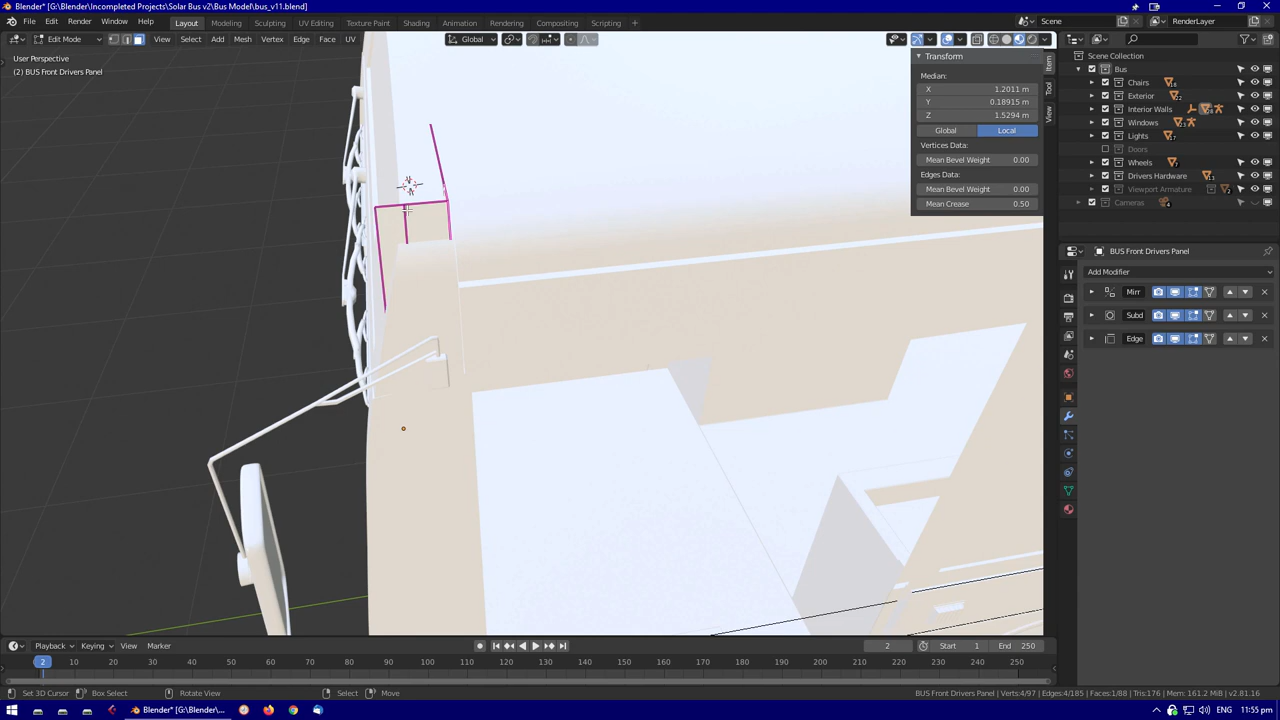 Blender* [G:\Blender\Incompleted Projects\Solar Bus v2\Bus Model\bus_v11.blend]
File Edit Render Window Help Layout Modeling Sculpting UV Editing Texture Paint Shading Animation Rendering Compositing Scripting Scene RenderLayer
Edit Mode View Select Add Mesh Vertex Edge Face UV Global
User Perspective
(2) BUS Front Drivers Panel
Transform
Median:
X 1.2011 m
Y 0.18915 m
Z 1.5294 m
Global Local
Vertices Data:
Mean Bevel Weight 0.00
Edges Data:
Mean Bevel Weight 0.00
Mean Crease 0.50
Item
Tool
View
Scene Collection
Bus
Chairs
Exterior
Interior Walls
Windows
Lights
Doors
Wheels
Drivers Hardware
Viewport Armature
Cameras
BUS Front Drivers Panel
Add Modifier
Mirr
Subd
Edge
Playback Keying View Marker 2 Start 1 End 250
2 10 20 30 40 50 60 70 80 90 100 110 120 130 140 150 160 170 180 190 200 210 220 230 240 250
Set 3D Cursor Box Select Rotate View Select Move BUS Front Drivers Panel | Verts:4/97 | Edges:4/185 | Faces:1/88 | Tris:176 | Mem: 161.2 MiB | v2.81.16
Blender* [G:\Blende... ENG 11:55 pm